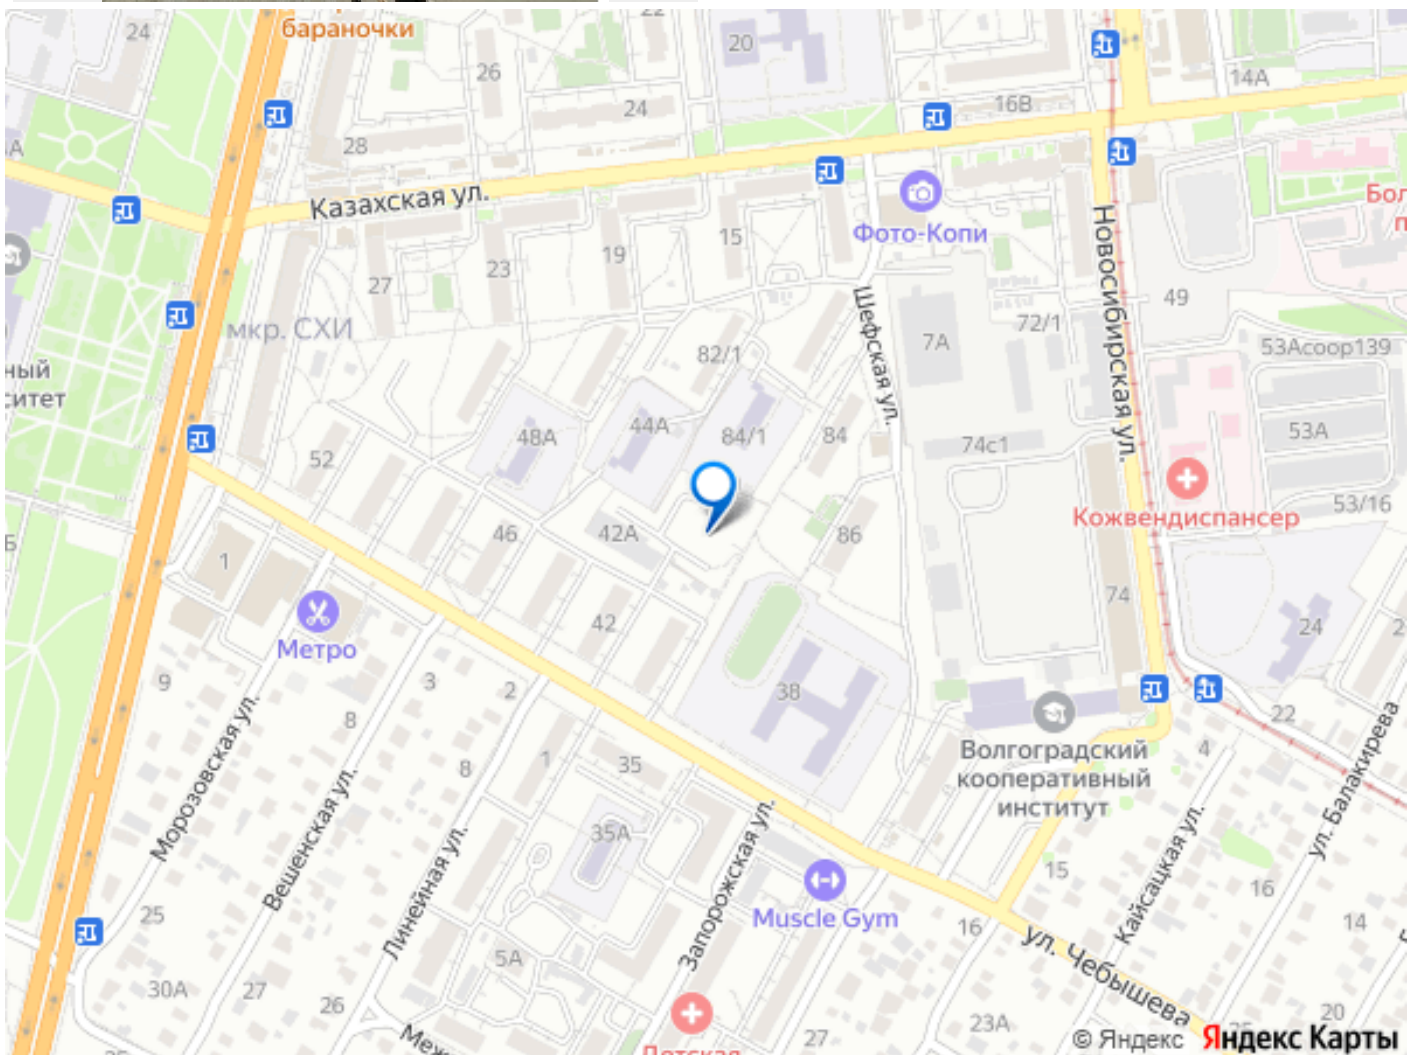 бараночки
24
22
20
26
24
16В
14А
28
Казахская ул.
Фото-Копи
15
19
23
27
49
Новосибирская ул.
Шефская ул.
мкр. СХИ
7А
72/1
53Асоор139
82/1
48А
44А
84/1
84
74с1
53А
52
Кожвендиспансер
53/16
46
42А
86
1
74
42
24
Метро
38
9
3
2
8
22
4
Волгоградский
кооперативный
институт
1
35
8
Морозовская ул.
Вешенская ул.
Линейная ул.
35А
Запорожская ул.
Muscle Gym
15
Кайсацкая ул.
ул. Балакирева
16
14
25
16
ул. Чебышева
5А
30А
27
26
23А
20
27
Детская
© Яндекс Яндекс Карты